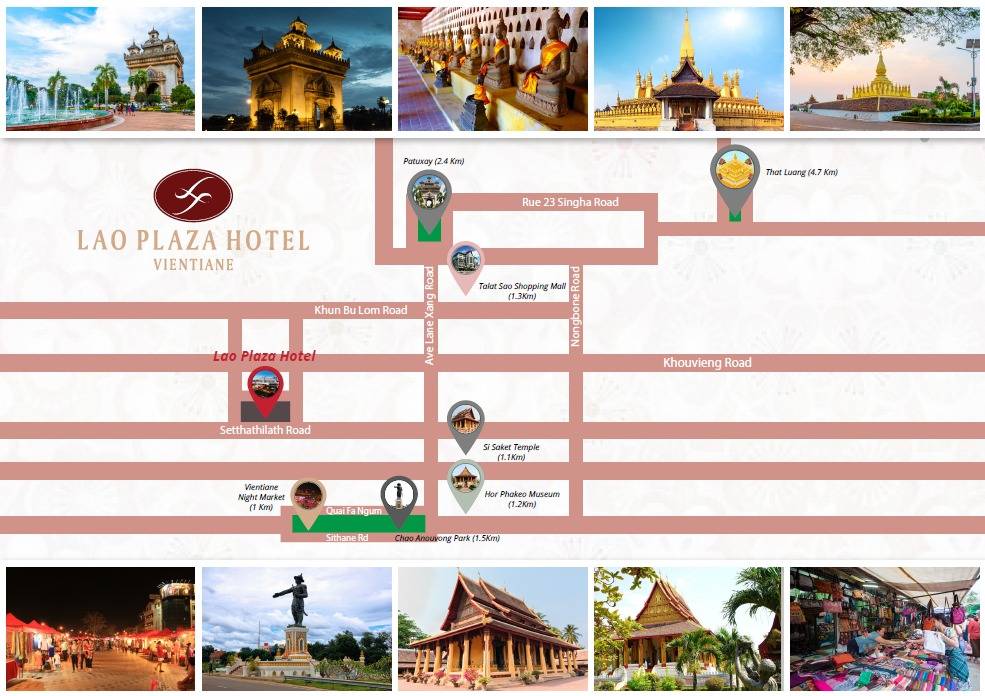 Patuxay (2.4 Km)
That Luang (4.7 Km)
Rue 23 Singha Road
LAO PLAZA HOTEL
VIENTIANE
Talat Sao Shopping Mall
(1.3Km)
Ave Lane Xang Road
Nongbone Road
Khun Bu Lom Road
Lao Plaza Hotel
Khouvieng Road
Setthathilath Road
Si Saket Temple
(1.1Km)
Vientiane
Night Market
(1 Km)
Hor Phakeo Museum
(1.2Km)
Quai Fa Ngum
Sithane Rd
Chao Anouvong Park (1.5Km)